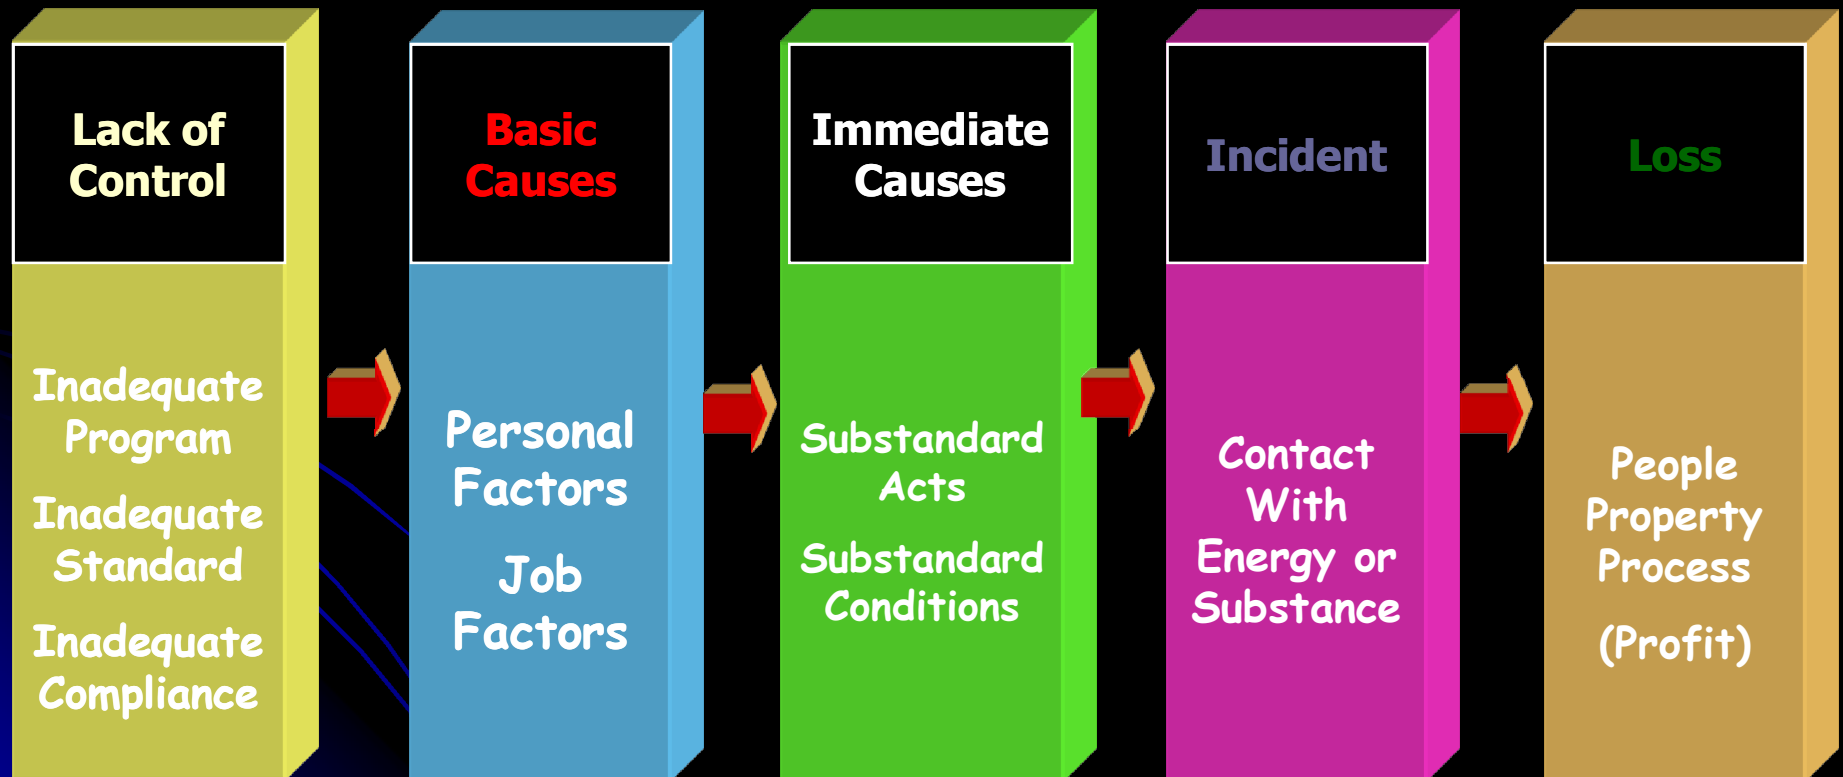 Lack of
Control
Inadequate
Program
Inadequate
Standard
Inadequate
Compliance
Basic
Causes
Personal
Factors
Job
Factors
Immediate
Causes
Substandard
Acts
Substandard
Conditions
Incident
Contact
With
Energy or
Substance
Loss
People
Property
Process
(Profit)